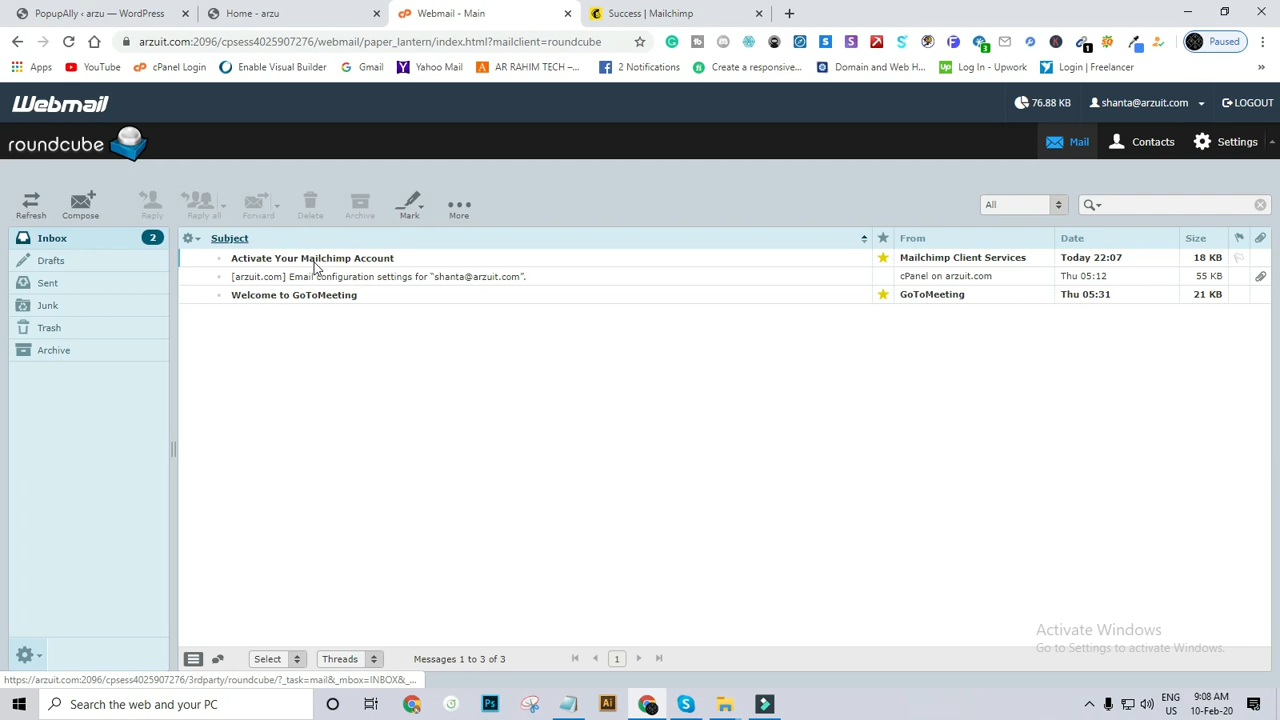 PopupAlly ‹ arzu — WordPress
Home - arzu
Webmail - Main
Success | Mailchimp
arzuit.com:2096/cpsess4025907276/webmail/paper_lantern/index.html?mailclient=roundcube
Paused
Apps
YouTube
cPanel Login
Enable Visual Builder
Gmail
Yahoo Mail
AR RAHIM TECH –...
2 Notifications
Create a responsive...
Domain and Web H...
Log In - Upwork
Login | Freelancer
»
Webmail
76.88 KB
shanta@arzuit.com
LOGOUT
roundcube
Mail
Contacts
Settings
Refresh
Compose
Reply
Reply all
Forward
Delete
Archive
Mark
More
All
Inbox 2
Drafts
Sent
Junk
Trash
Archive
Subject From Date Size
Activate Your Mailchimp Account Mailchimp Client Services Today 22:07 18 KB
[arzuit.com] Email configuration settings for “shanta@arzuit.com”. cPanel on arzuit.com Thu 05:12 55 KB
Welcome to GoToMeeting GoToMeeting Thu 05:31 21 KB
Activate Windows
Go to Settings to activate Windows.
Select
Threads
Messages 1 to 3 of 3
1
https://arzuit.com:2096/cpsess4025907276/3rdparty/roundcube/?_task=mail&_mbox=INBOX&_...
Type here to search
ENG
US
9:08 AM
10-Feb-20